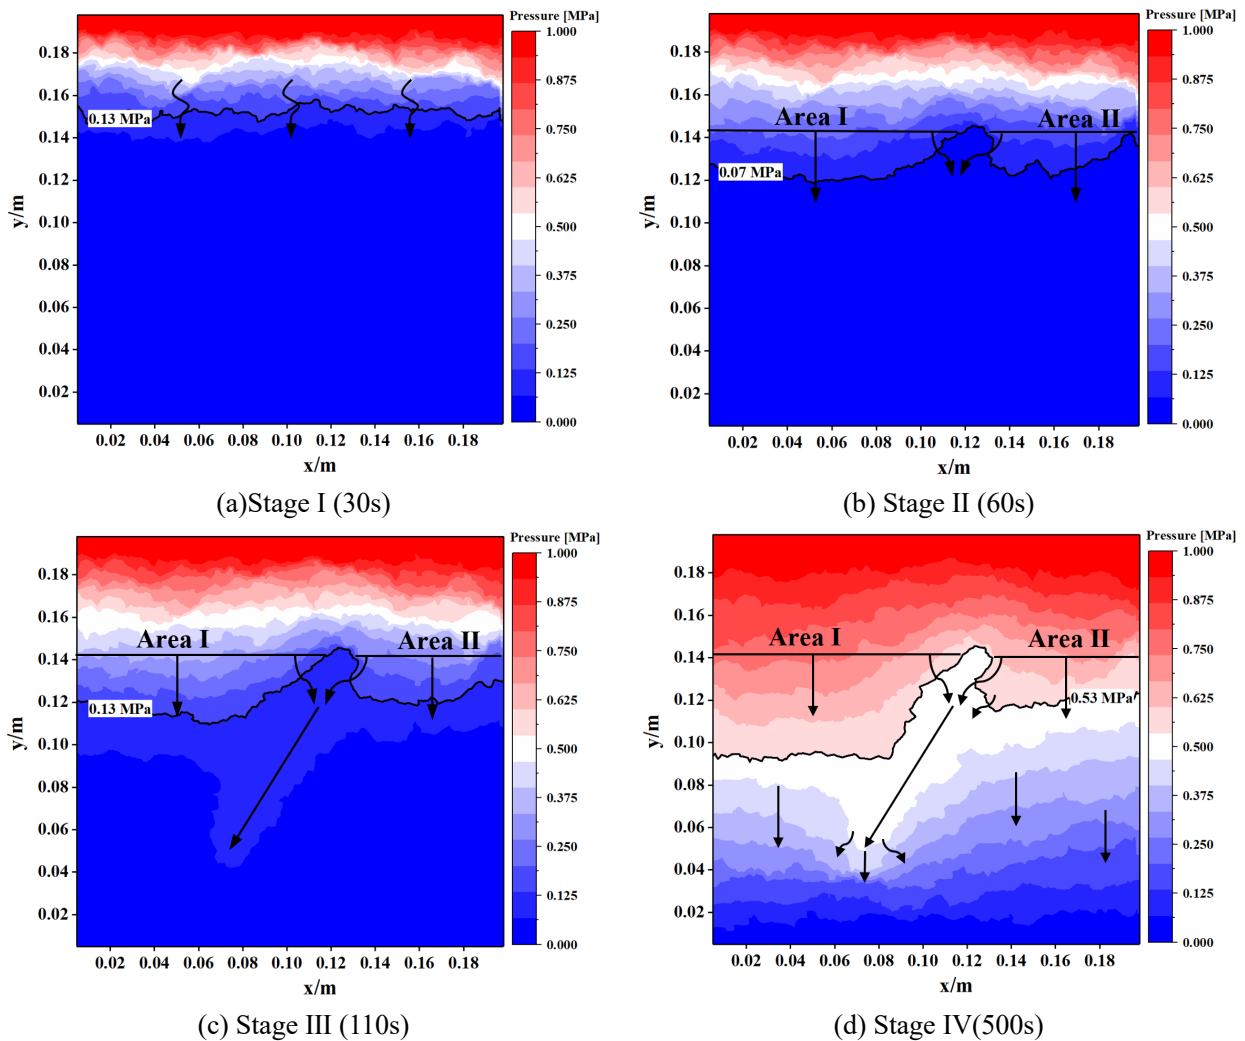 Pressure [MPa]
1.000
0.875
0.750
0.625
0.500
0.375
0.250
0.125
0.000
0.18
0.16
0.14
0.12
0.10
0.08
0.06
0.04
0.02
y/m
0.13 MPa
0.02 0.04 0.06 0.08 0.10 0.12 0.14 0.16 0.18
x/m
(a)Stage I (30s)
Pressure [MPa]
1.000
0.875
0.750
0.625
0.500
0.375
0.250
0.125
0.000
0.18
0.16
0.14
0.12
0.10
0.08
0.06
0.04
0.02
y/m
Area I
Area II
0.07 MPa
0.02 0.04 0.06 0.08 0.10 0.12 0.14 0.16 0.18
x/m
(b) Stage II (60s)
Pressure [MPa]
1.000
0.875
0.750
0.625
0.500
0.375
0.250
0.125
0.000
0.18
0.16
0.14
0.12
0.10
0.08
0.06
0.04
0.02
y/m
Area I
Area II
0.13 MPa
0.02 0.04 0.06 0.08 0.10 0.12 0.14 0.16 0.18
x/m
(c) Stage III (110s)
Pressure [MPa]
1.000
0.875
0.750
0.625
0.500
0.375
0.250
0.125
0.000
0.18
0.16
0.14
0.12
0.10
0.08
0.06
0.04
0.02
y/m
Area I
Area II
0.53 MPa
0.02 0.04 0.06 0.08 0.10 0.12 0.14 0.16 0.18
x/m
(d) Stage IV(500s)